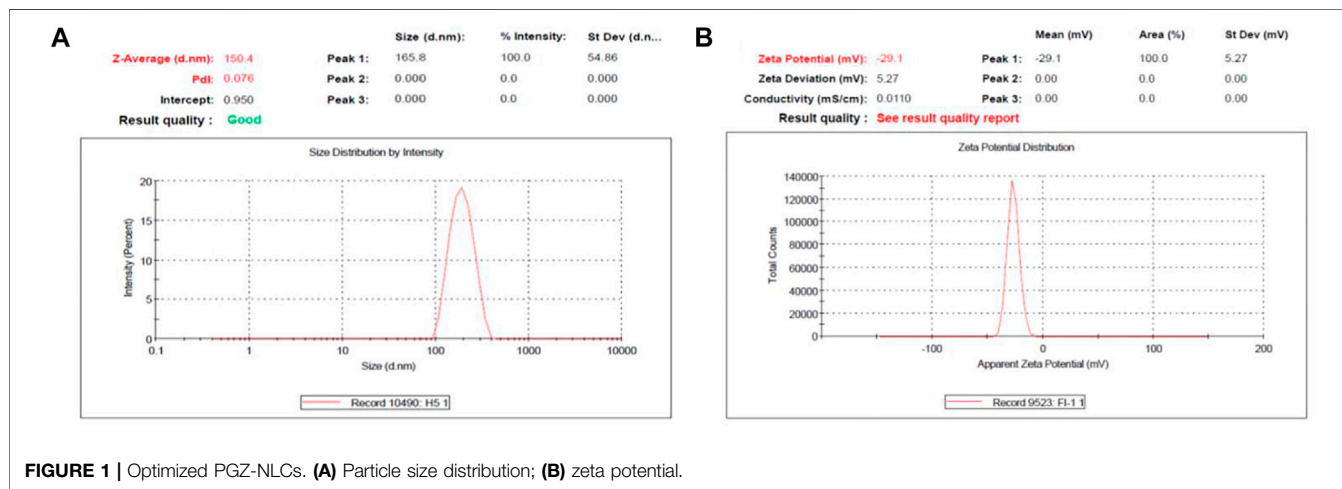 A
Size (d.nm): % Intensity: St Dev (d.n...
Z-Average (d.nm): 150.4 Peak 1: 165.8 100.0 54.86
PdI: 0.076 Peak 2: 0.000 0.0 0.000
Intercept: 0.950 Peak 3: 0.000 0.0 0.000
Result quality : Good
Size Distribution by Intensity
Intensity (Percent)
20
15
10
5
0
0.1 1 10 100 1000 10000
Size (d.nm)
Record 10490: H5 1
B
Mean (mV) Area (%) St Dev (mV)
Zeta Potential (mV): -29.1 Peak 1: -29.1 100.0 5.27
Zeta Deviation (mV): 5.27 Peak 2: 0.00 0.0 0.00
Conductivity (mS/cm): 0.0110 Peak 3: 0.00 0.0 0.00
Result quality : See result quality report
Zeta Potential Distribution
Total Counts
140000
120000
100000
80000
60000
40000
20000
0
-100 0 100 200
Apparent Zeta Potential (mV)
Record 9523: FI-1 1
FIGURE 1 | Optimized PGZ-NLCs. (A) Particle size distribution; (B) zeta potential.